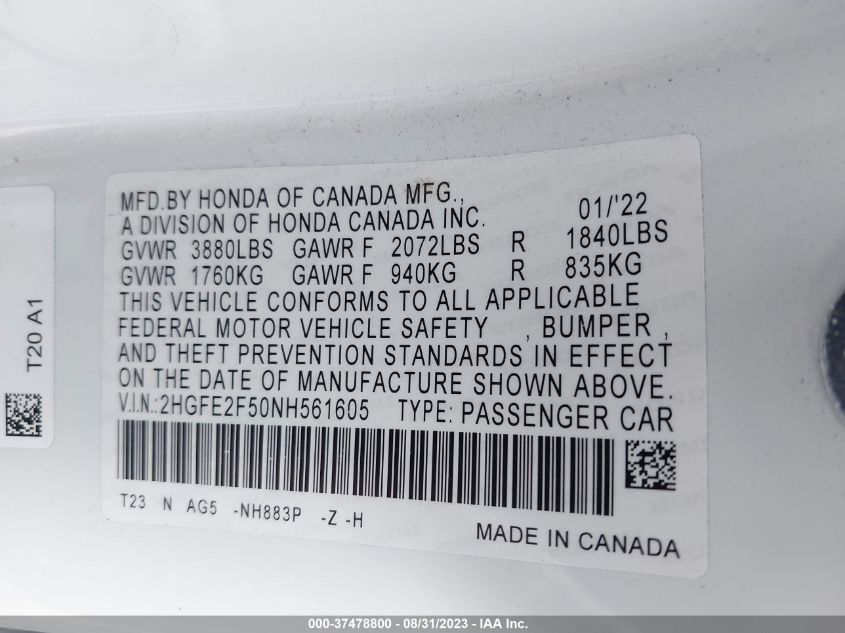 T20 A1
MFD.BY HONDA OF CANADA MFG.,
A DIVISION OF HONDA CANADA INC. 01/'22
GVWR 3880LBS GAWR F 2072LBS R 1840LBS
GVWR 1760KG GAWR F 940KG R 835KG
THIS VEHICLE CONFORMS TO ALL APPLICABLE
FEDERAL MOTOR VEHICLE SAFETY , BUMPER ,
AND THEFT PREVENTION STANDARDS IN EFFECT
ON THE DATE OF MANUFACTURE SHOWN ABOVE.
V.I.N.:2HGFE2F50NH561605 TYPE: PASSENGER CAR
T23 N AG5 -NH883P -Z -H
MADE IN CANADA
000-37478800 - 08/31/2023 - IAA Inc.